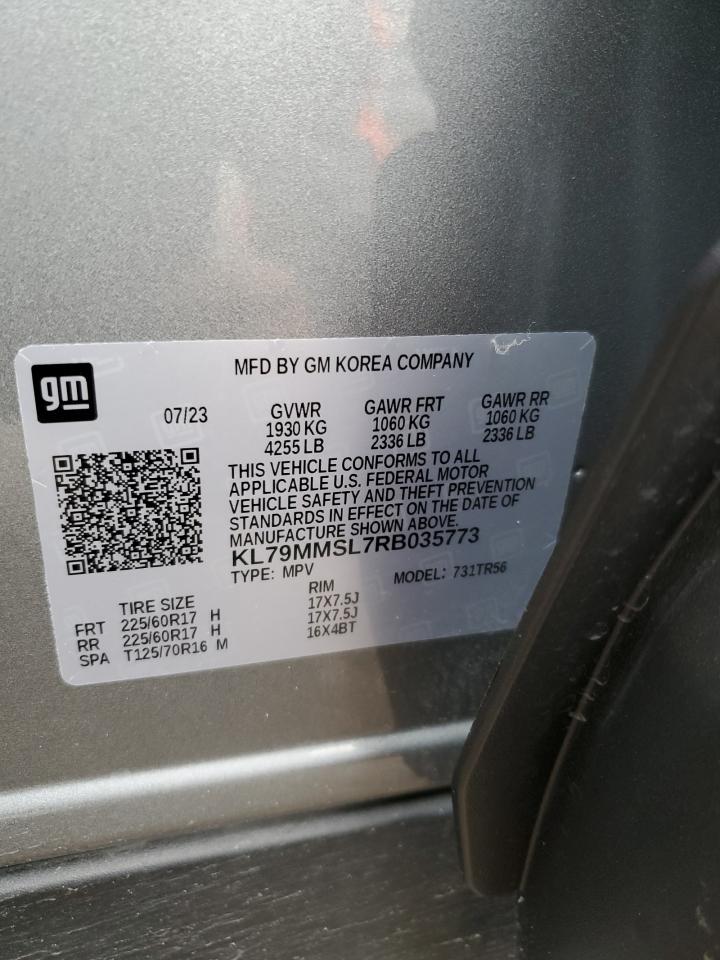 gm
MFD BY GM KOREA COMPANY
07/23
GVWR
1930 KG
4255 LB
GAWR FRT
1060 KG
2336 LB
GAWR RR
1060 KG
2336 LB
THIS VEHICLE CONFORMS TO ALL
APPLICABLE U.S. FEDERAL MOTOR
VEHICLE SAFETY AND THEFT PREVENTION
STANDARDS IN EFFECT ON THE DATE OF
MANUFACTURE SHOWN ABOVE.
KL79MMSL7RB035773
TYPE: MPV MODEL: 731TR56
TIRE SIZE RIM
FRT 225/60R17 H 17X7.5J
RR 225/60R17 H 17X7.5J
SPA T125/70R16 M 16X4BT